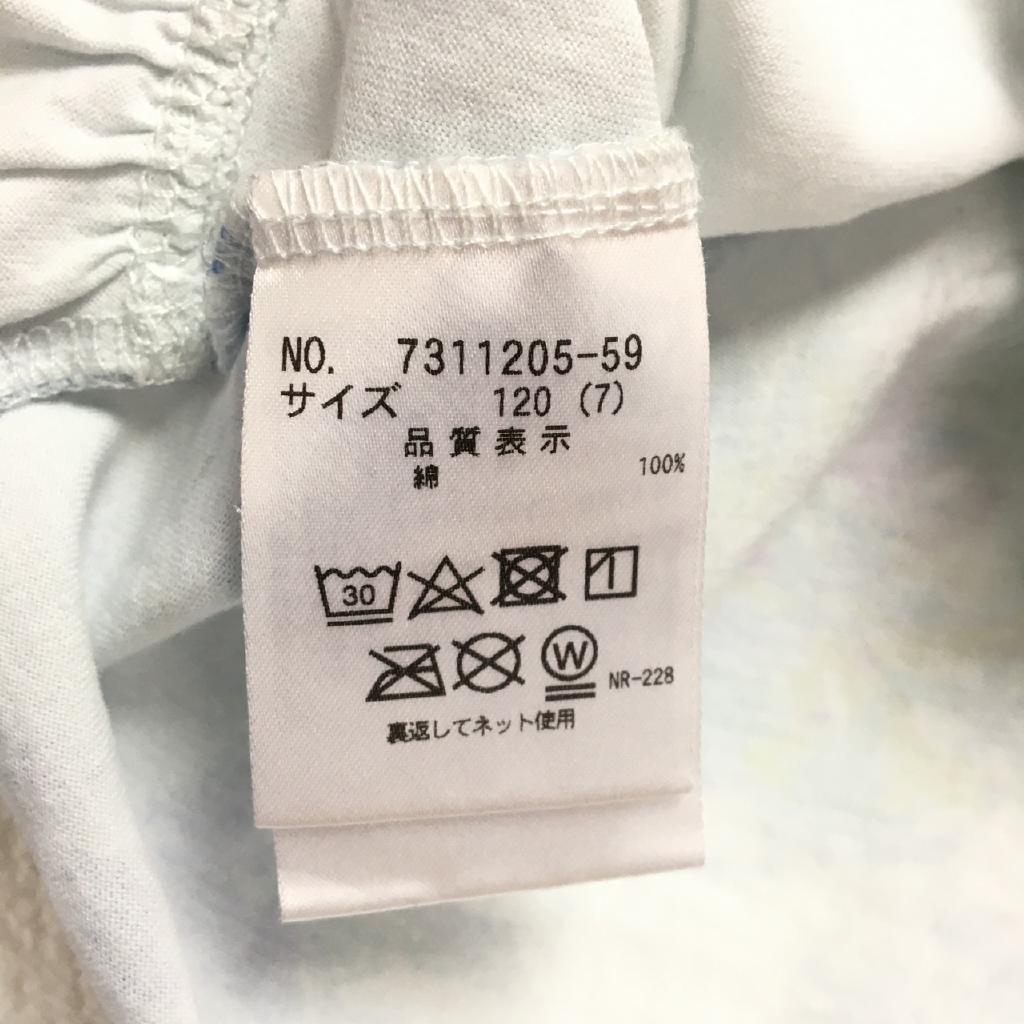 NO. 7311205-59
サイズ 120 (7)
品質表示
綿 100%
30
W NR-228
裏返してネット使用